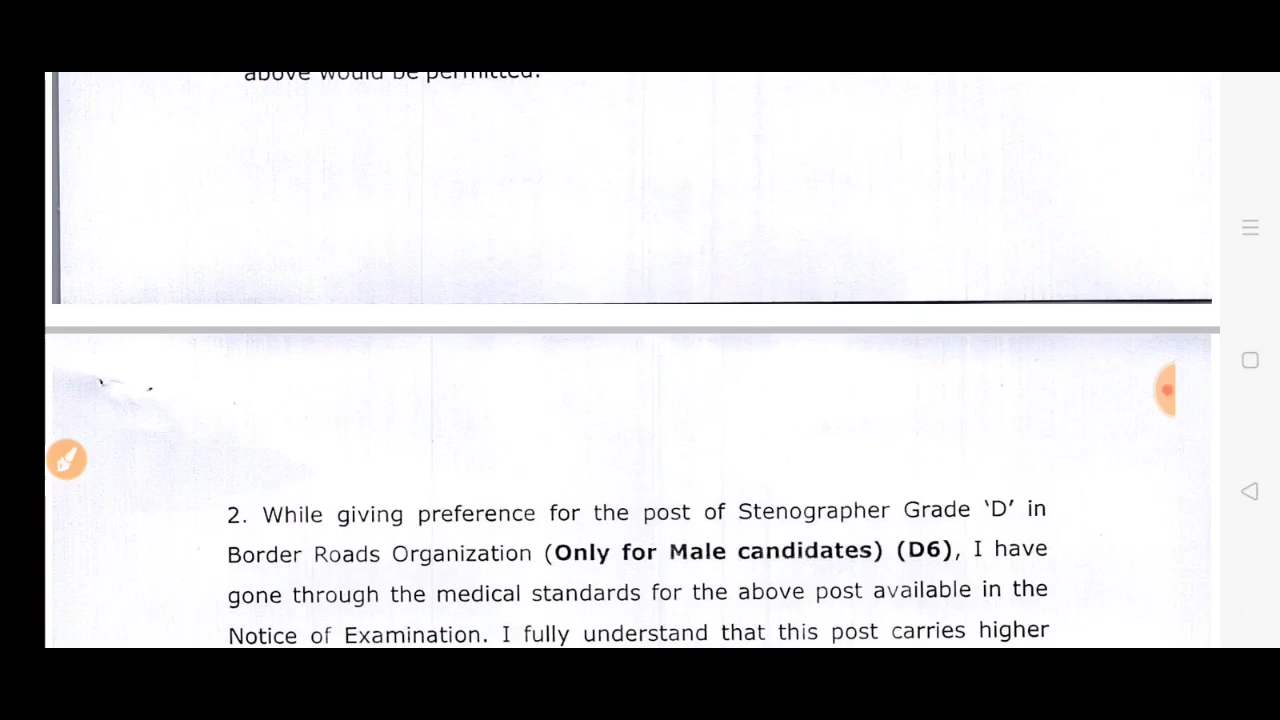 above would be permitted.
2. While giving preference for the post of Stenographer Grade ‘D’ in
Border Roads Organization (Only for Male candidates) (D6), I have
gone through the medical standards for the above post available in the
Notice of Examination. I fully understand that this post carries higher